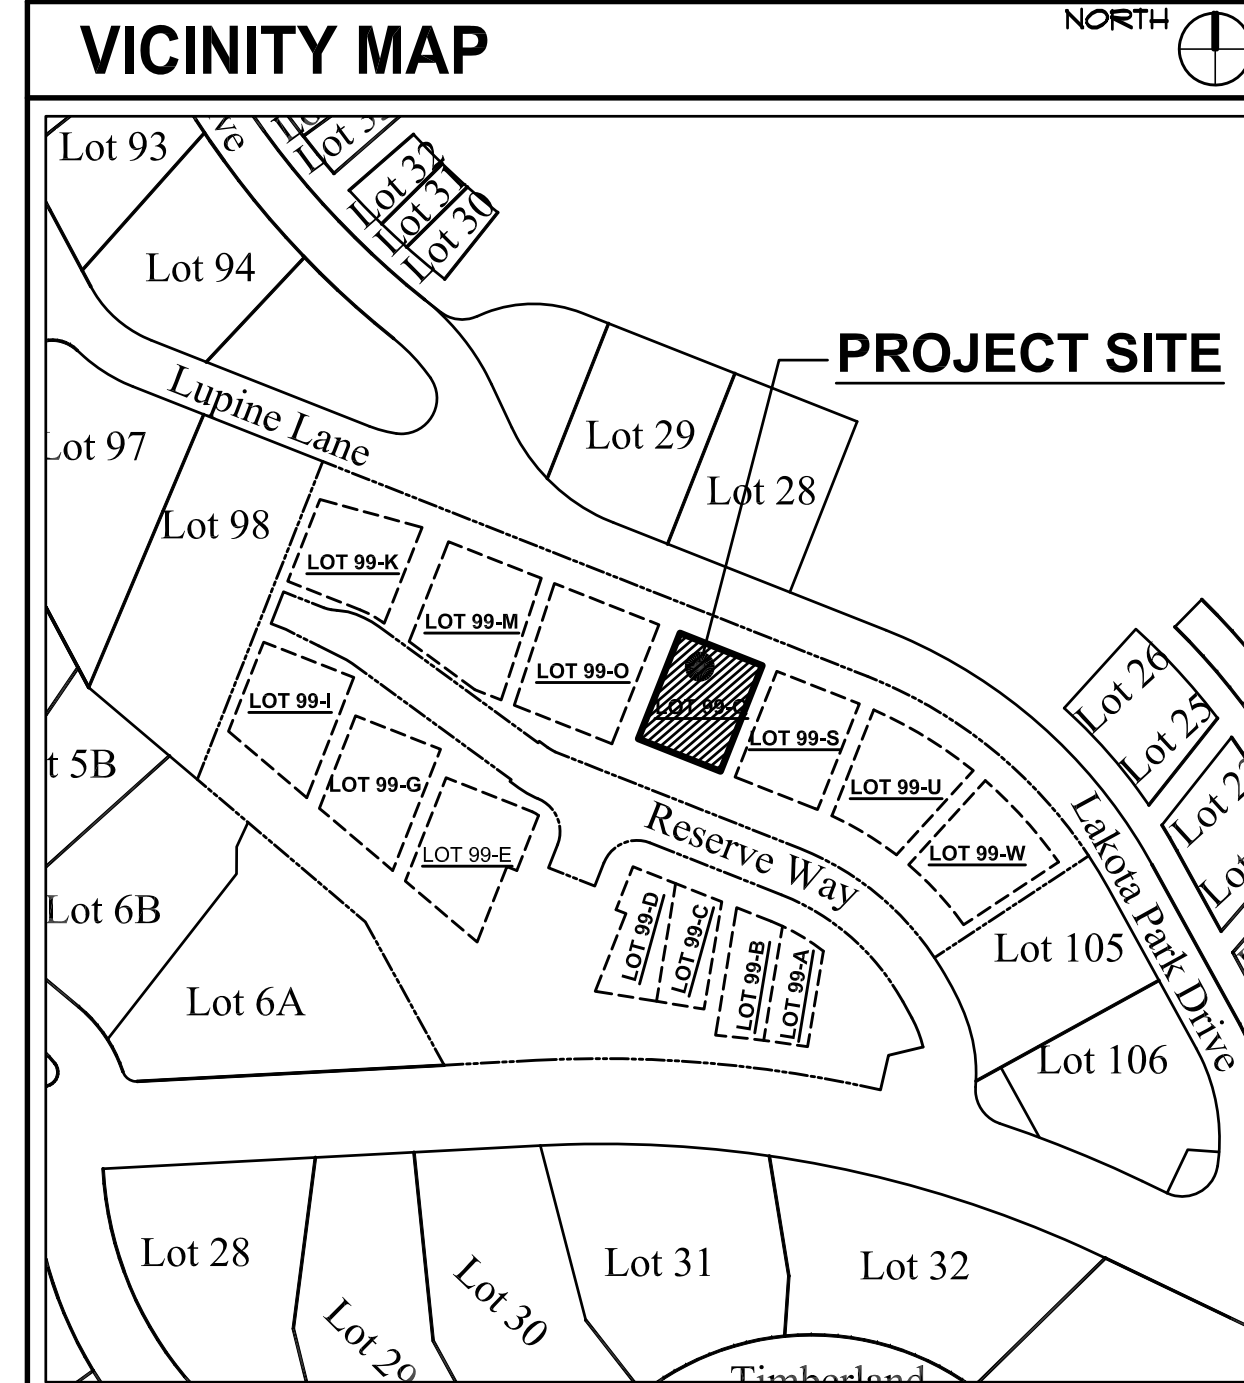 VICINITY MAP
NORTH
ve
Lot 93
Lot 32
Lot 31
Lot 30
Lot 94
PROJECT SITE
Lupine Lane
Lot 29
Lot 28
Lot 97
Lot 98
LOT 99-K
LOT 99-M
LOT 99-O
LOT 99-I
LOT 99-Q
LOT 99-S
LOT 99-G
LOT 99-U
LOT 99-E
LOT 99-W
Lot 26
Lot 25
t 5B
Reserve Way
Lakota Park Drive
Lot 6B
LOT 99-D
LOT 99-C
LOT 99-B
LOT 99-A
Lot 105
Lot 6A
Lot 106
Lot 28
Lot 29
Lot 30
Lot 31
Lot 32
Timberland